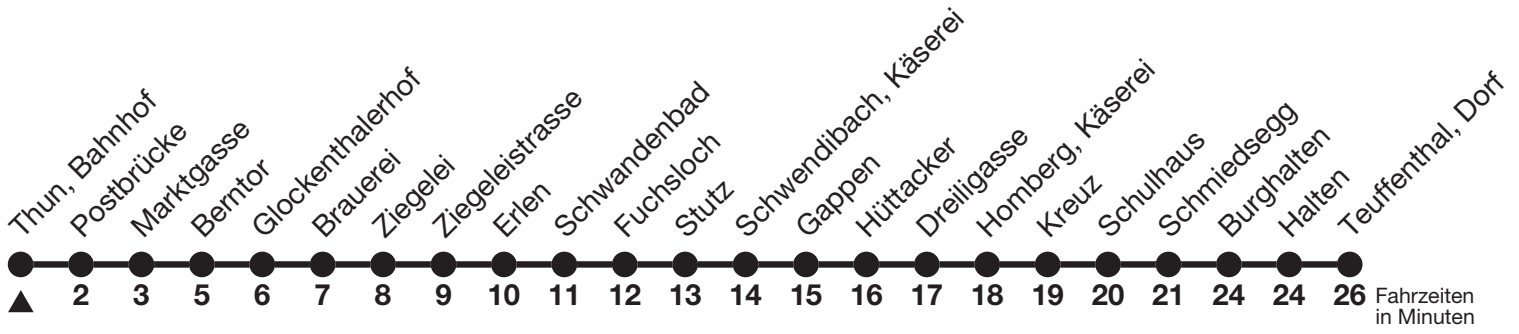 Thun, Bahnhof
Postbrücke
Marktgasse
Berntor
Glockenthalerhof
Brauerei
Ziegelei
Ziegeleistrasse
Erlen
Schwandenbad
Fuchsloch
Stutz
Schwendibach, Käserei
Gappen
Hüttacker
Dreiligasse
Homberg, Käserei
Kreuz
Schulhaus
Schmiedsegg
Burghalten
Halten
Teuffenthal, Dorf
2 3 5 6 7 8 9 10 11 12 13 14 15 16 17 18 19 20 21 24 24 26 Fahrzeiten
in Minuten